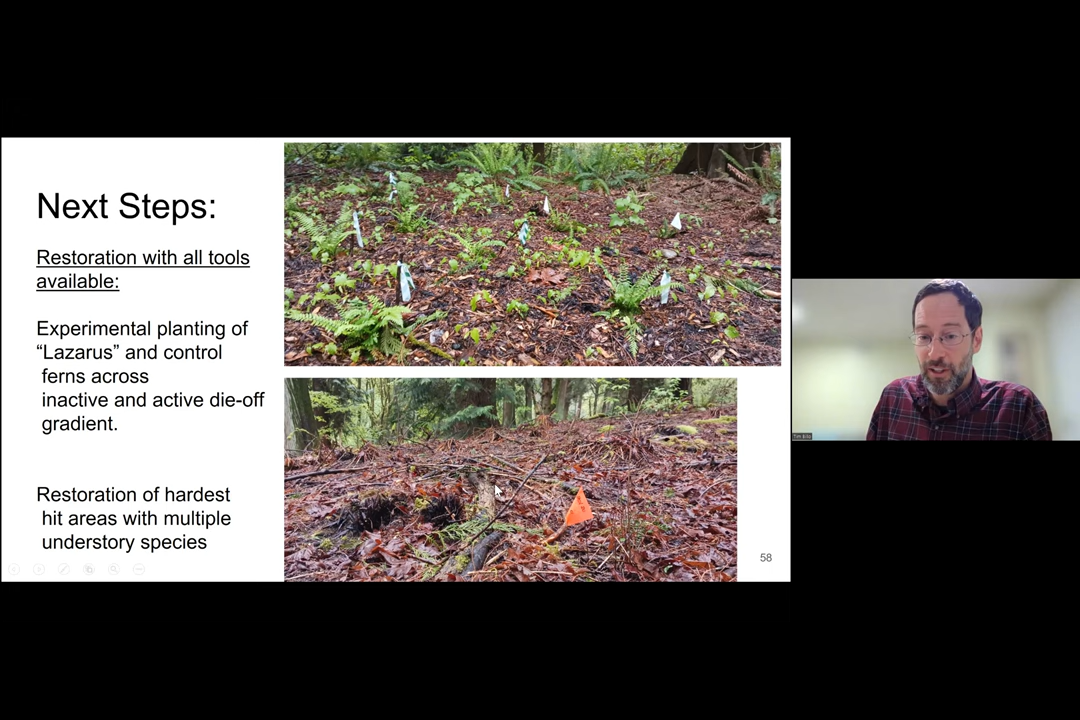 Next Steps:
Restoration with all tools
available:
Experimental planting of
“Lazarus” and control
ferns across
inactive and active die-off
gradient.
Restoration of hardest
hit areas with multiple
understory species
58